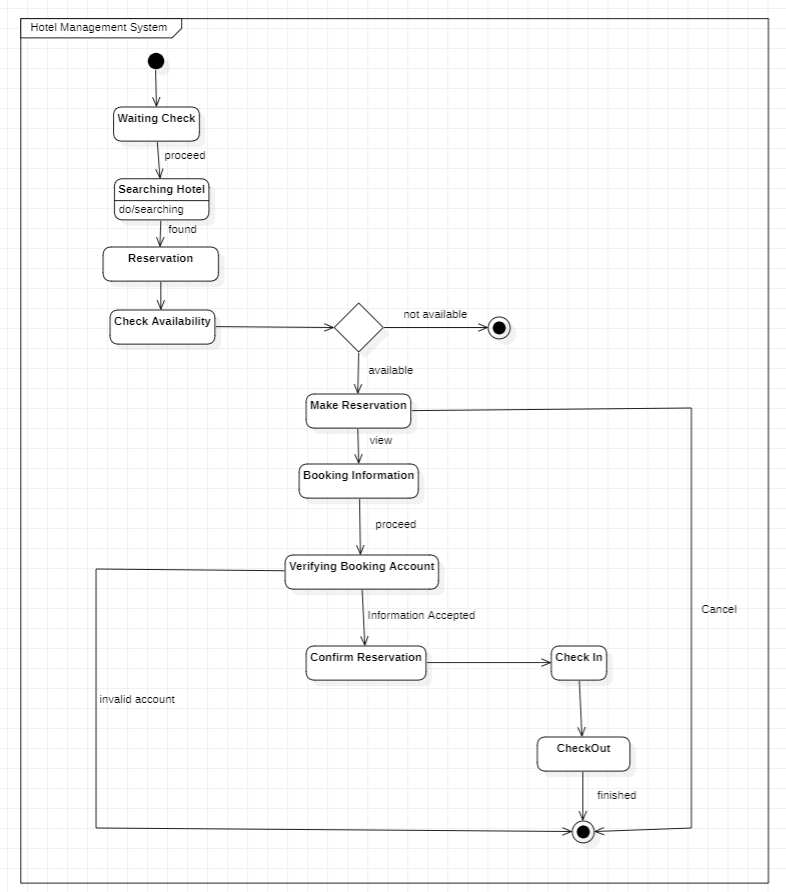 Hotel Management System
Waiting Check
proceed
Searching Hotel
do/searching
found
Reservation
Check Availability
not available
available
Make Reservation
view
Booking Information
proceed
Verifying Booking Account
Cancel
Information Accepted
Confirm Reservation
Check In
invalid account
CheckOut
finished